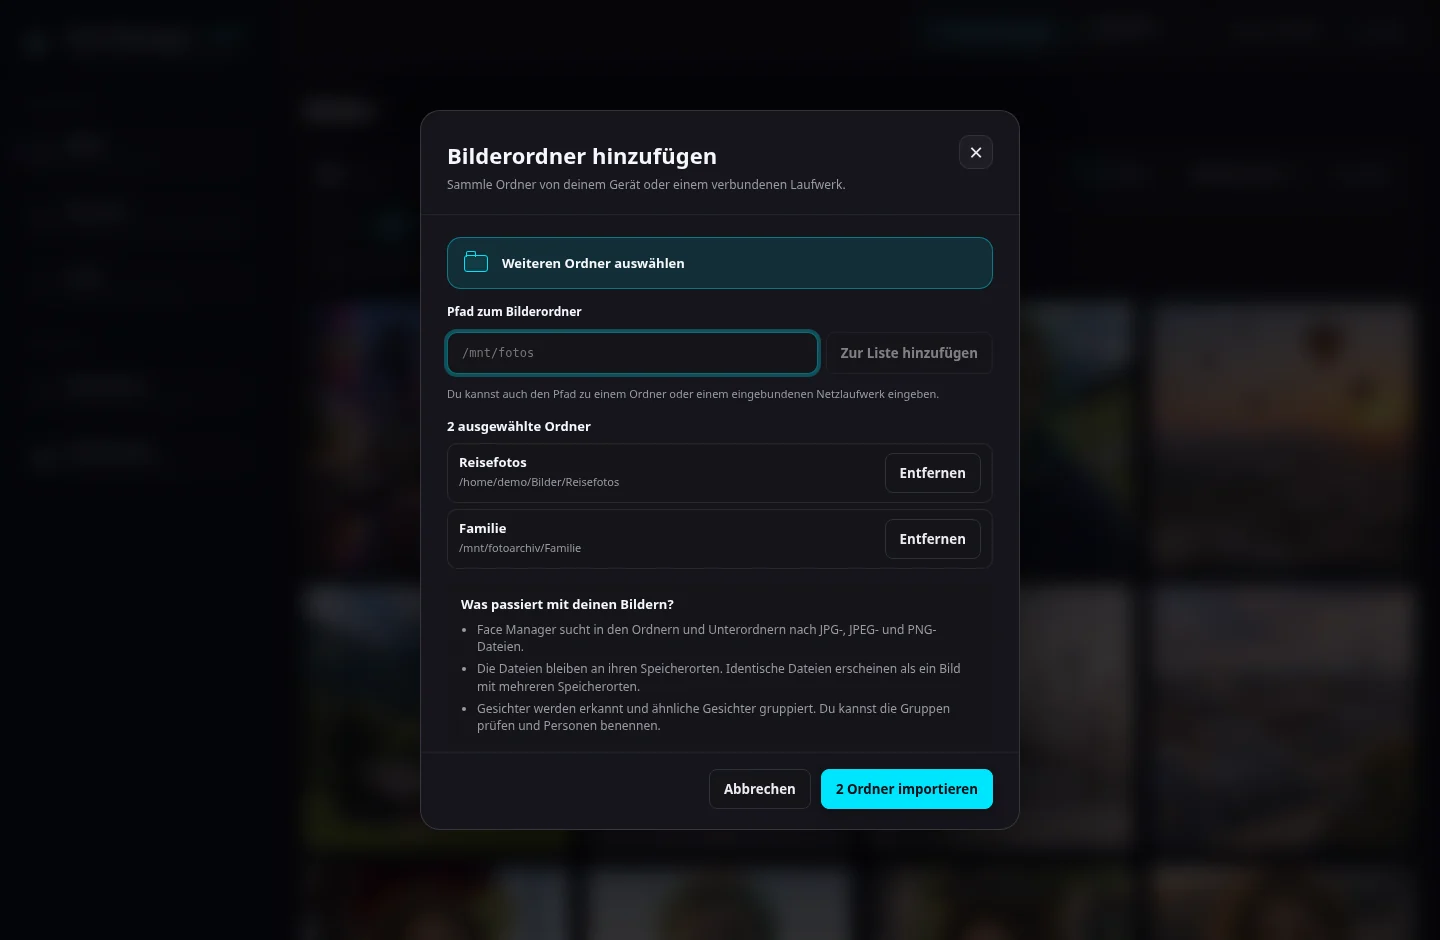 Bilderordner hinzufügen
Sammle Ordner von deinem Gerät oder einem verbundenen Laufwerk.
Weiteren Ordner auswählen
Pfad zum Bilderordner
/mnt/fotos
Zur Liste hinzufügen
Du kannst auch den Pfad zu einem Ordner oder einem eingebundenen Netzlaufwerk eingeben.
2 ausgewählte Ordner
Reisefotos
/home/demo/Bilder/Reisefotos
Entfernen
Familie
/mnt/fotoarchiv/Familie
Entfernen
Was passiert mit deinen Bildern?
• Face Manager sucht in den Ordnern und Unterordnern nach JPG-, JPEG- und PNG-
Dateien.
• Die Dateien bleiben an ihren Speicherorten. Identische Dateien erscheinen als ein Bild
mit mehreren Speicherorten.
• Gesichter werden erkannt und ähnliche Gesichter gruppiert. Du kannst die Gruppen
prüfen und Personen benennen.
Abbrechen
2 Ordner importieren